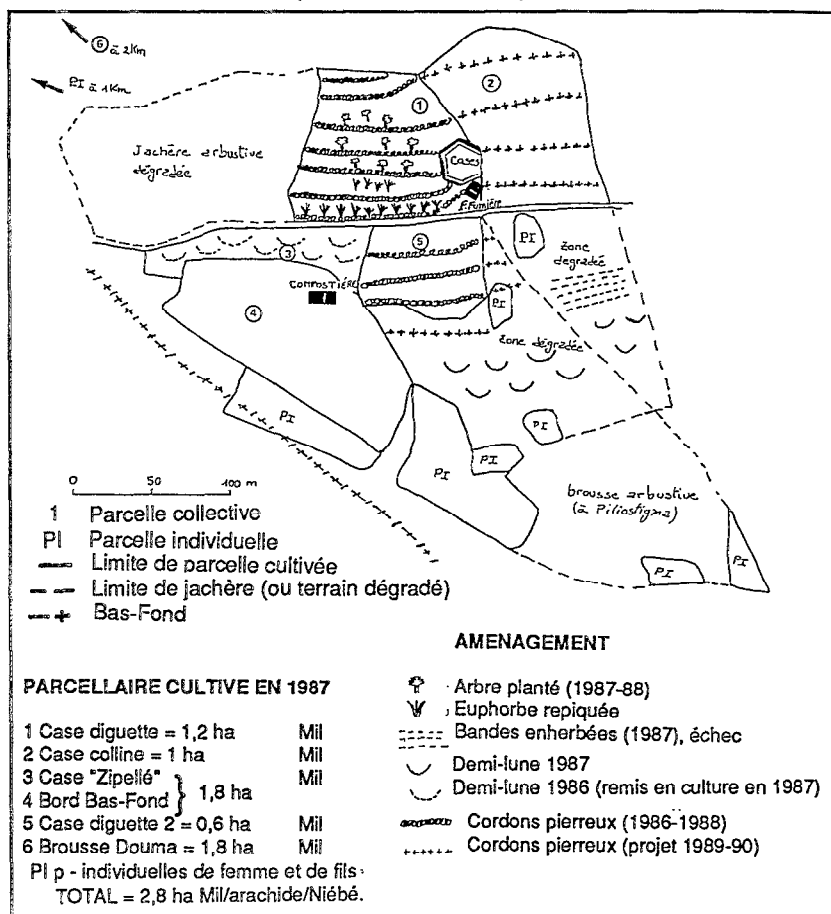 ⑥ à 2Km
PI à 1Km
②
①
Jachère arbustive
dégradée
Cases
F.Fumière
⑤
PI
zone
degradée
③
COMPOSTIÈRE
④
PI
zone dégradée
PI
PI
PI
PI
brousse arbustive
(à Piliostigma)
PI
PI
0 50 100 m
1 Parcelle collective
PI Parcelle individuelle
Limite de parcelle cultivée
Limite de jachère (ou terrain dégradé)
Bas-Fond
AMENAGEMENT
PARCELLAIRE CULTIVE EN 1987
1 Case diguette = 1,2 ha Mil
2 Case colline = 1 ha Mil
3 Case "Zipellé" Mil
4 Bord Bas-Fond } 1,8 ha
5 Case diguette 2 = 0,6 ha Mil
6 Brousse Douma = 1,8 ha Mil
PI p - individuelles de femme et de fils
TOTAL = 2,8 ha Mil/arachide/Niébé.
Arbre planté (1987-88)
Euphorbe repiquée
Bandes enherbées (1987), échec
Demi-lune 1987
Demi-lune 1986 (remis en culture en 1987)
Cordons pierreux (1986-1988)
Cordons pierreux (projet 1989-90)